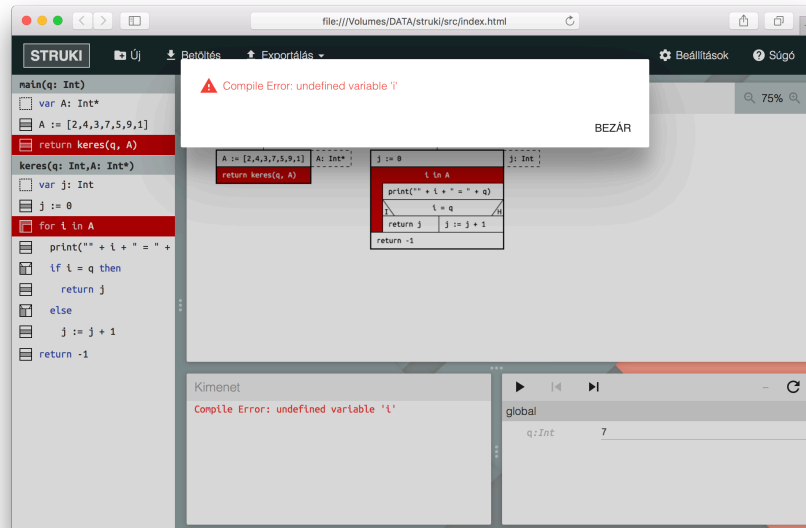 file:///Volumes/DATA/struki/src/index.html
STRUKI Új Betöltés Exportálás Beállítások Súgó
Compile Error: undefined variable 'i'
BEZÁR
75%
main(q: Int)
var A: Int*
A := [2,4,3,7,5,9,1]
return keres(q, A)
keres(q: Int,A: Int*)
var j: Int
j := 0
for i in A
print("" + i + " = " +
if i = q then
return j
else
j := j + 1
return -1
A := [2,4,3,7,5,9,1] A: Int*
return keres(q, A)
j := 0 j: Int
i in A
print("" + i + " = " + q)
i = q
I H
return j j := j + 1
return -1
Kimenet
Compile Error: undefined variable 'i'
global
q:Int 7